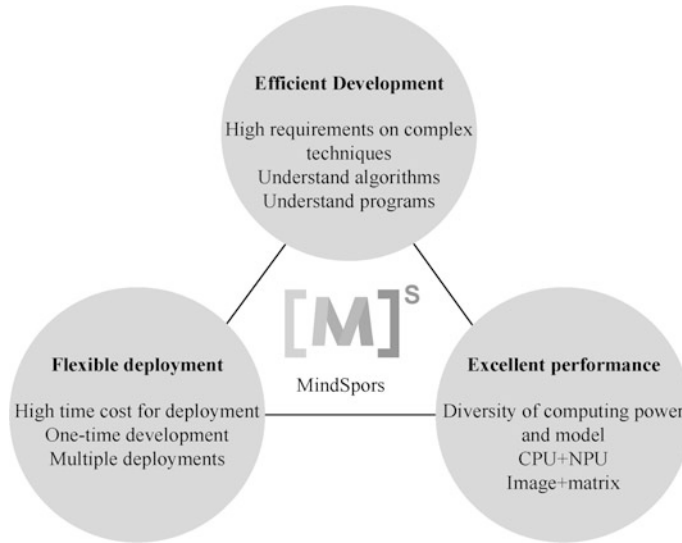 Efficient Development
High requirements on complex
techniques
Understand algorithms
Understand programs
[M]S
MindSpors
Flexible deployment
High time cost for deployment
One-time development
Multiple deployments
Excellent performance
Diversity of computing power
and model
CPU+NPU
Image+matrix